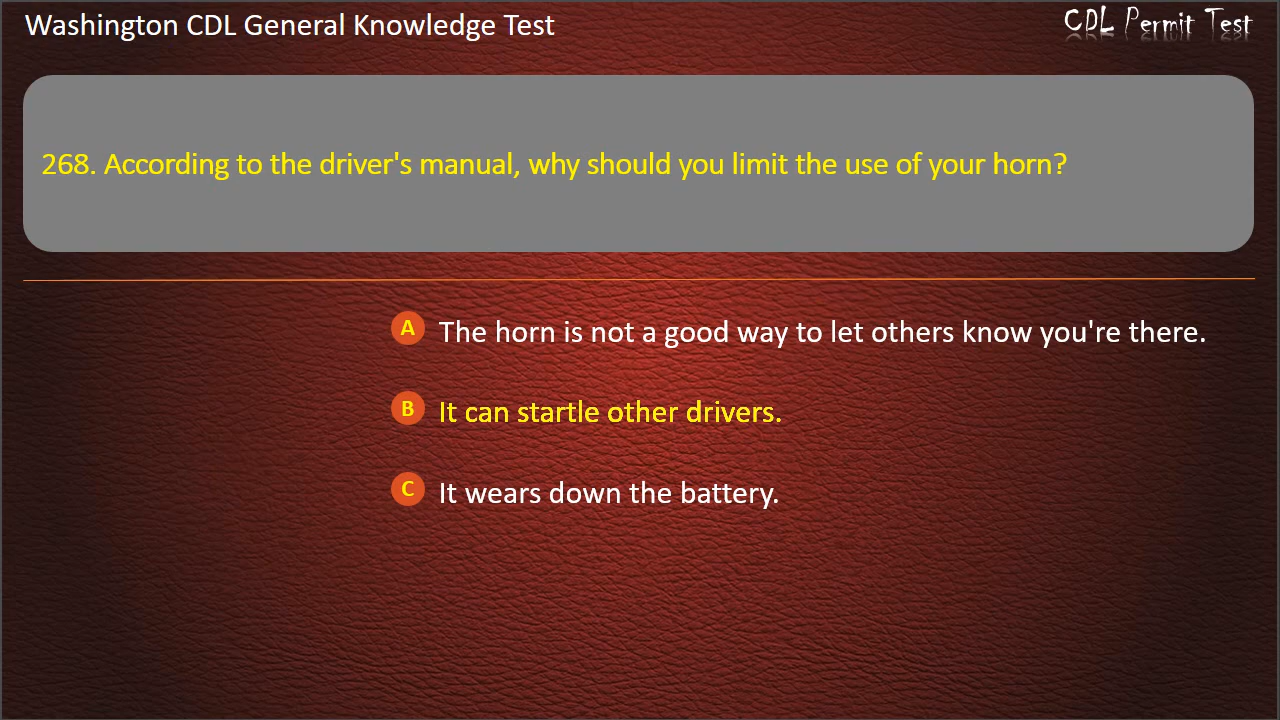 Washington CDL General Knowledge Test
CDL Permit Test
268. According to the driver's manual, why should you limit the use of your horn?
A The horn is not a good way to let others know you're there.
B It can startle other drivers.
C It wears down the battery.